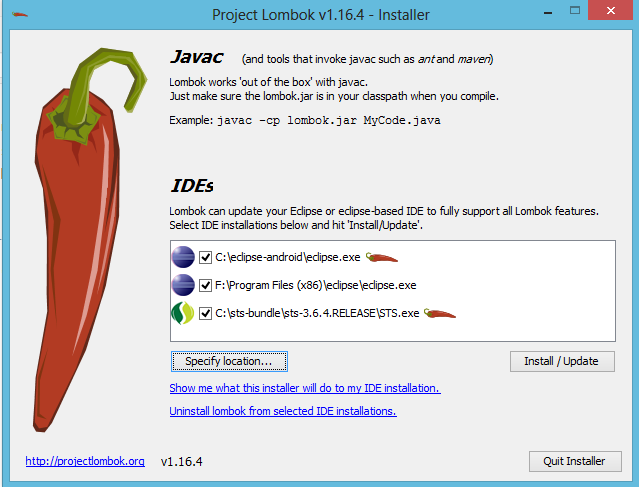 Project Lombok v1.16.4 - Installer
Javac (and tools that invoke javac such as ant and maven)
Lombok works 'out of the box' with javac.
Just make sure the lombok.jar is in your classpath when you compile.
Example: javac -cp lombok.jar MyCode.java
IDEs
Lombok can update your Eclipse or eclipse-based IDE to fully support all Lombok features.
Select IDE installations below and hit 'Install/Update'.
C:\eclipse-android\eclipse.exe
F:\Program Files (x86)\eclipse\eclipse.exe
C:\sts-bundle\sts-3.6.4.RELEASE\STS.exe
Specify location... Install / Update
Show me what this installer will do to my IDE installation.
Uninstall lombok from selected IDE installations.
http://projectlombok.org v1.16.4 Quit Installer